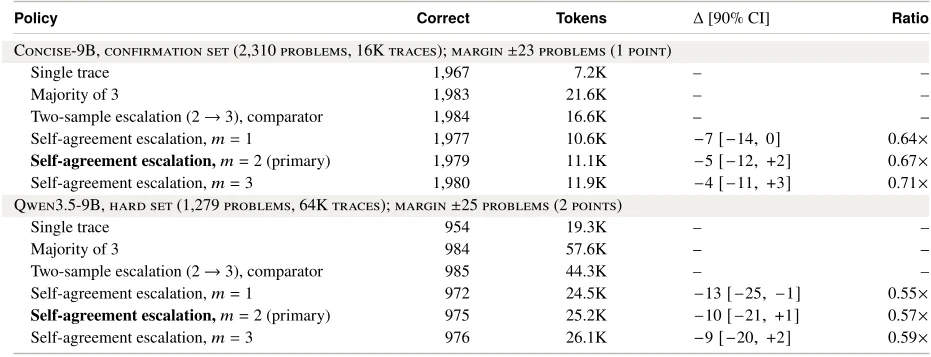 Policy Correct Tokens Δ [90% CI] Ratio
Concise-9B, confirmation set (2,310 problems, 16K traces); margin ±23 problems (1 point)
Single trace 1,967 7.2K – –
Majority of 3 1,983 21.6K – –
Two-sample escalation (2 → 3), comparator 1,984 16.6K – –
Self-agreement escalation, m = 1 1,977 10.6K −7 [−14, 0] 0.64×
Self-agreement escalation, m = 2 (primary) 1,979 11.1K −5 [−12, +2] 0.67×
Self-agreement escalation, m = 3 1,980 11.9K −4 [−11, +3] 0.71×
Qwen3.5-9B, hard set (1,279 problems, 64K traces); margin ±25 problems (2 points)
Single trace 954 19.3K – –
Majority of 3 984 57.6K – –
Two-sample escalation (2 → 3), comparator 985 44.3K – –
Self-agreement escalation, m = 1 972 24.5K −13 [−25, −1] 0.55×
Self-agreement escalation, m = 2 (primary) 975 25.2K −10 [−21, +1] 0.57×
Self-agreement escalation, m = 3 976 26.1K −9 [−20, +2] 0.59×